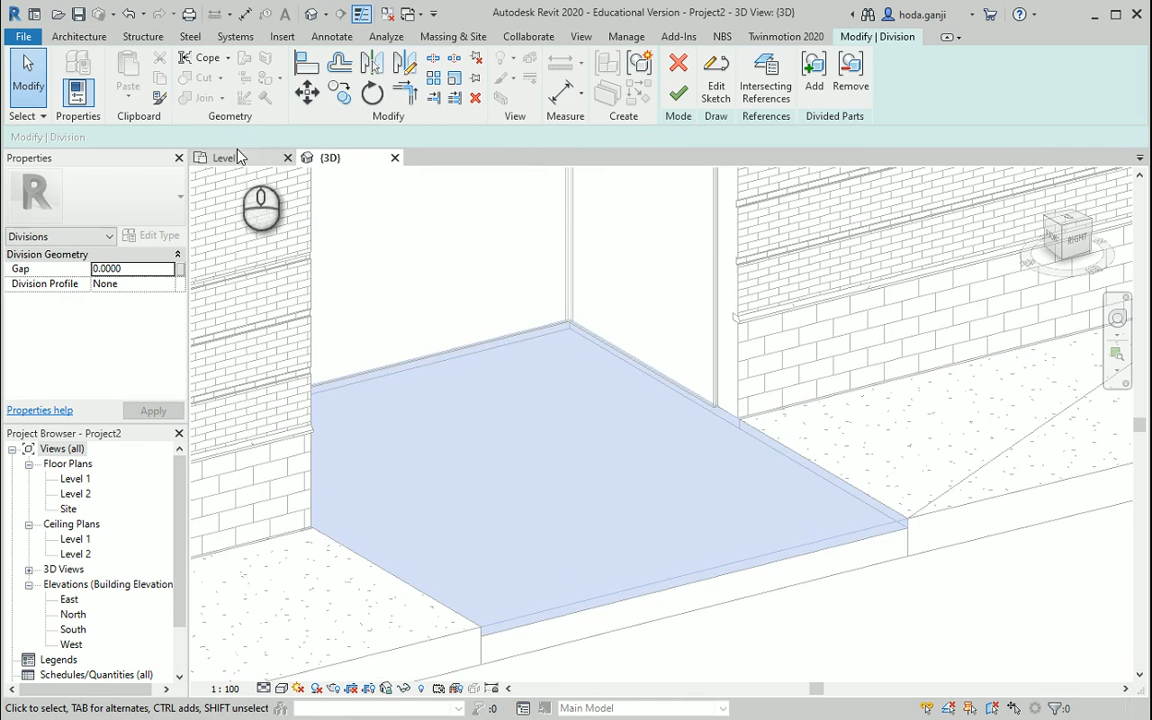 Autodesk Revit 2020 - Educational Version - Project2 - 3D View: {3D}
hoda.ganji
File Architecture Structure Steel Systems Insert Annotate Analyze Massing & Site Collaborate View Manage Add-Ins NBS Twinmotion 2020 Modify | Division
Modify
Paste
Cope
Cut
Join
Edit Sketch
Intersecting References
Add
Remove
Select Properties Clipboard Geometry Modify View Measure Create Mode Draw References Divided Parts
Modify | Division
Properties
Level
{3D}
Divisions
Edit Type
Division Geometry
Gap 0.0000
Division Profile None
RIGHT
Properties help
Apply
Project Browser - Project2
Views (all)
Floor Plans
Level 1
Level 2
Site
Ceiling Plans
Level 1
Level 2
3D Views
Elevations (Building Elevation
East
North
South
West
Legends
Schedules/Quantities (all)
1 : 100
Click to select, TAB for alternates, CTRL adds, SHIFT unselect
:0
Main Model
:0